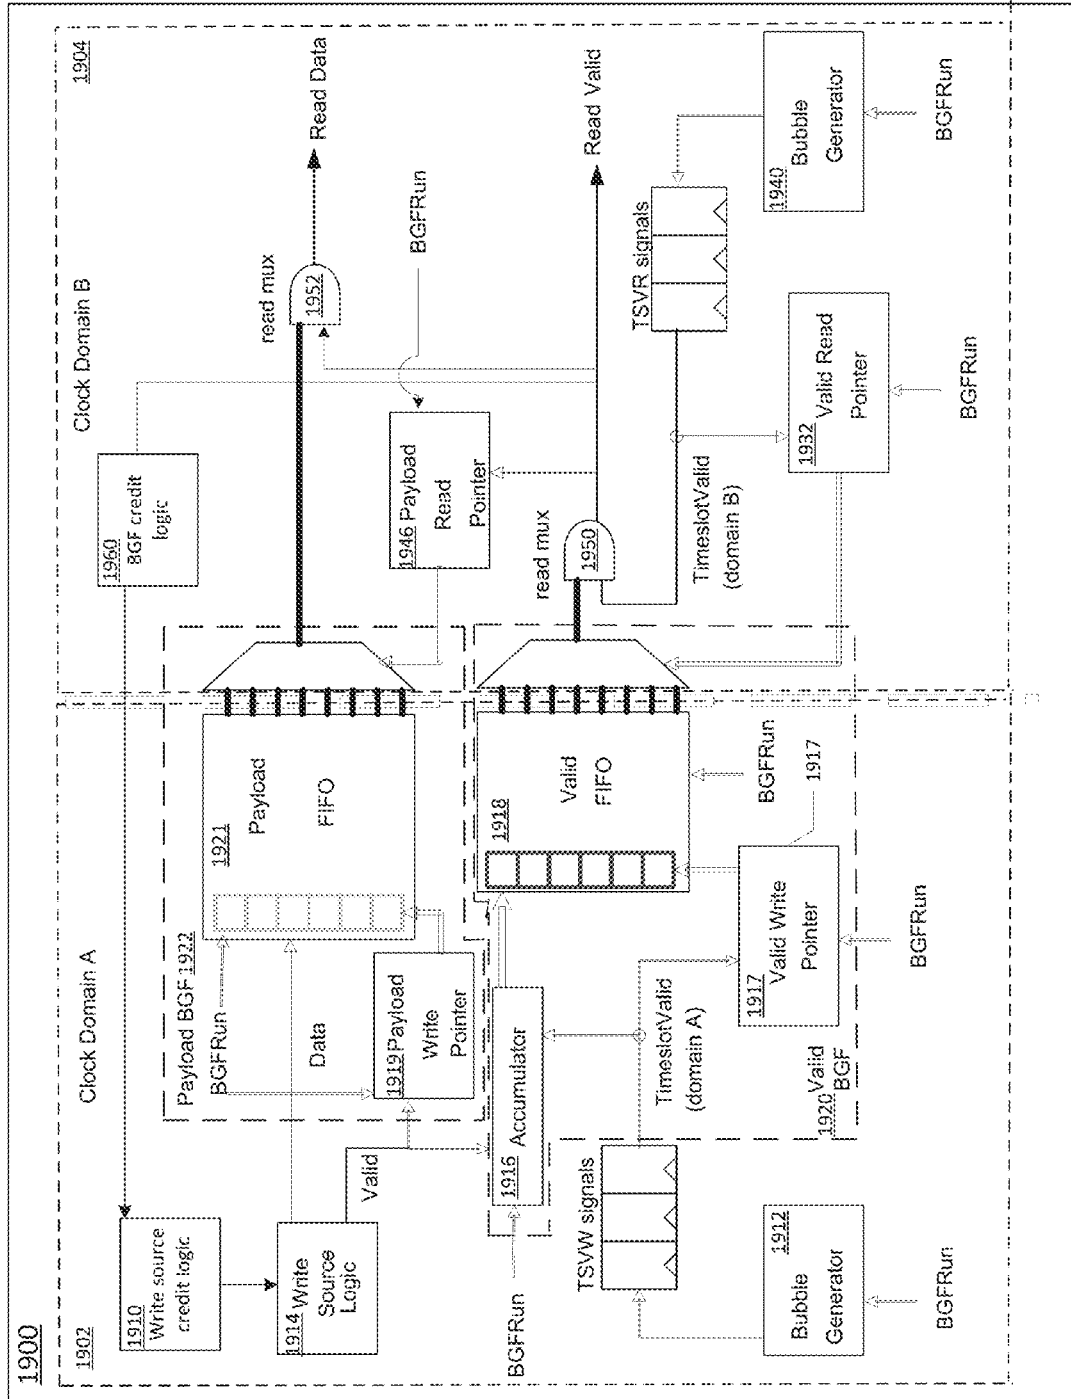 1900
1902
Clock Domain A
Clock Domain B
1904
1910
Write source
credit logic
1960
BGF credit
logic
1914 Write
Source
Logic
Data
Valid
Payload BGF 1922
BGFRun
1919 Payload
Write
Pointer
1921
Payload
FIFO
read mux
1952
Read Data
BGFRun
1946 Payload
Read
Pointer
BGFRun
1916 Accumulator
1918
Valid
FIFO
BGFRun
read mux
1950
Read Valid
TSVW signals
TimeslotValid
(domain A)
1917
Valid Write
Pointer
1917
BGFRun
1920 Valid
BGF
TimeslotValid
(domain B)
TSVR signals
1932 Valid Read
Pointer
BGFRun
1912
Bubble
Generator
BGFRun
1940
Bubble
Generator
BGFRun